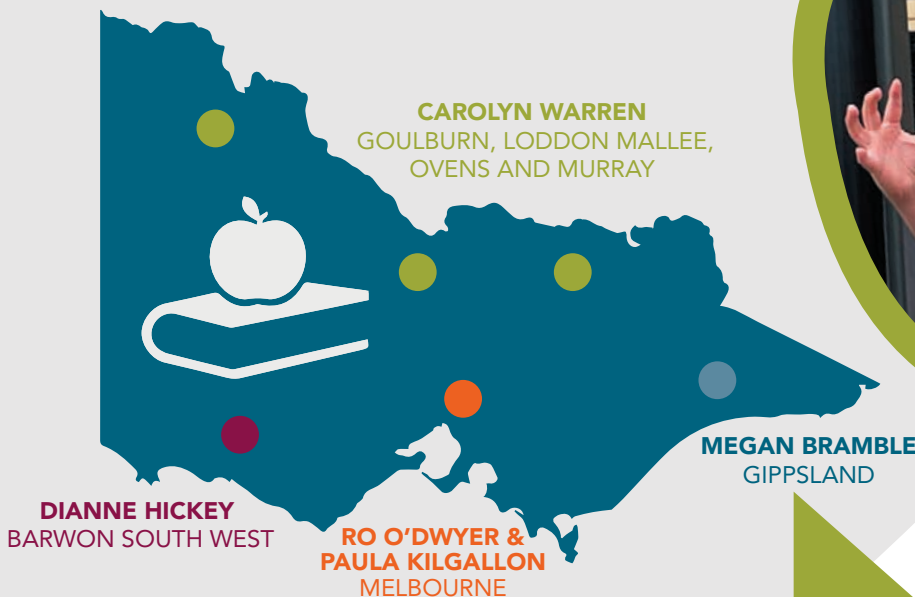 CAROLYN WARREN
GOULBURN, LODDON MALLEE,
OVENS AND MURRAY
MEGAN BRAMBLE
GIPPSLAND
DIANNE HICKEY
BARWON SOUTH WEST
RO O'DWYER &
PAULA KILGALLON
MELBOURNE